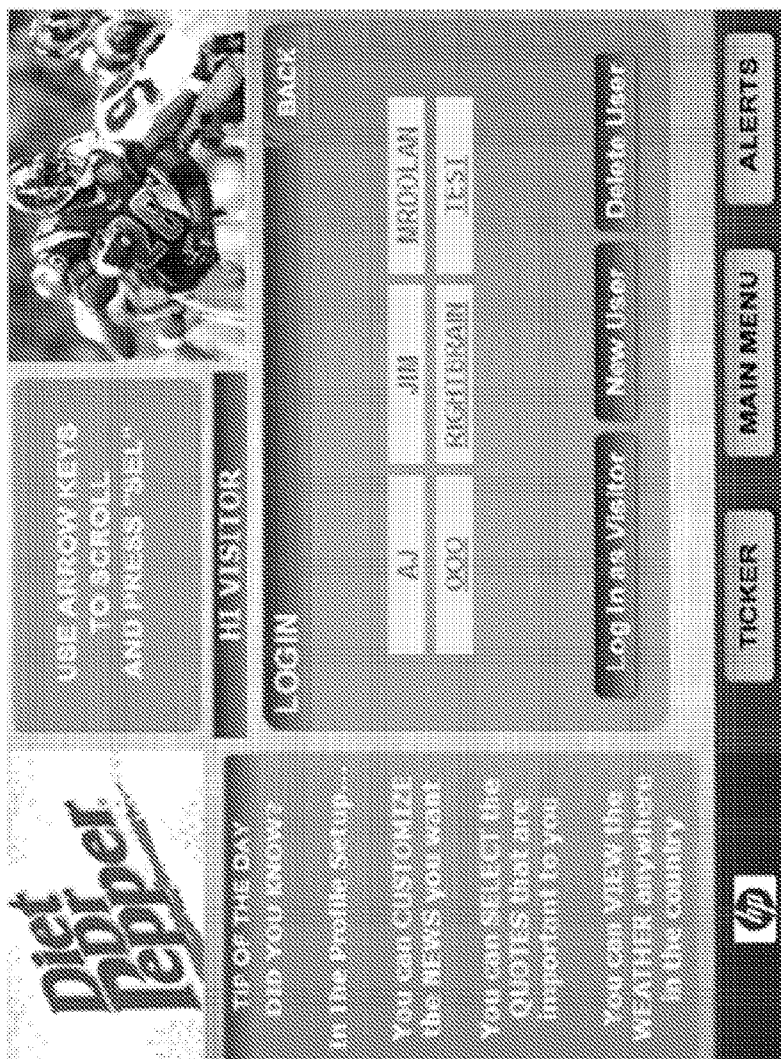 Diet
Dr
Pepper
USE ARROW KEYS
TO SCROLL
AND PRESS "SEL"
HI VISITOR
TIP OF THE DAY
DID YOU KNOW?
In The Profile Setup...
You can CUSTOMIZE
the NEWS you want
You can SELECT the
QUOTES that are
important to you
You can VIEW the
WEATHER anywhere
in the country
LOGIN
BACK
AJ
JIM
MRDOLAN
QQQ
RIGHTBRAIN
TEST
Log In as Visitor
New User
Delete User
hp
TICKER
MAIN MENU
ALERTS